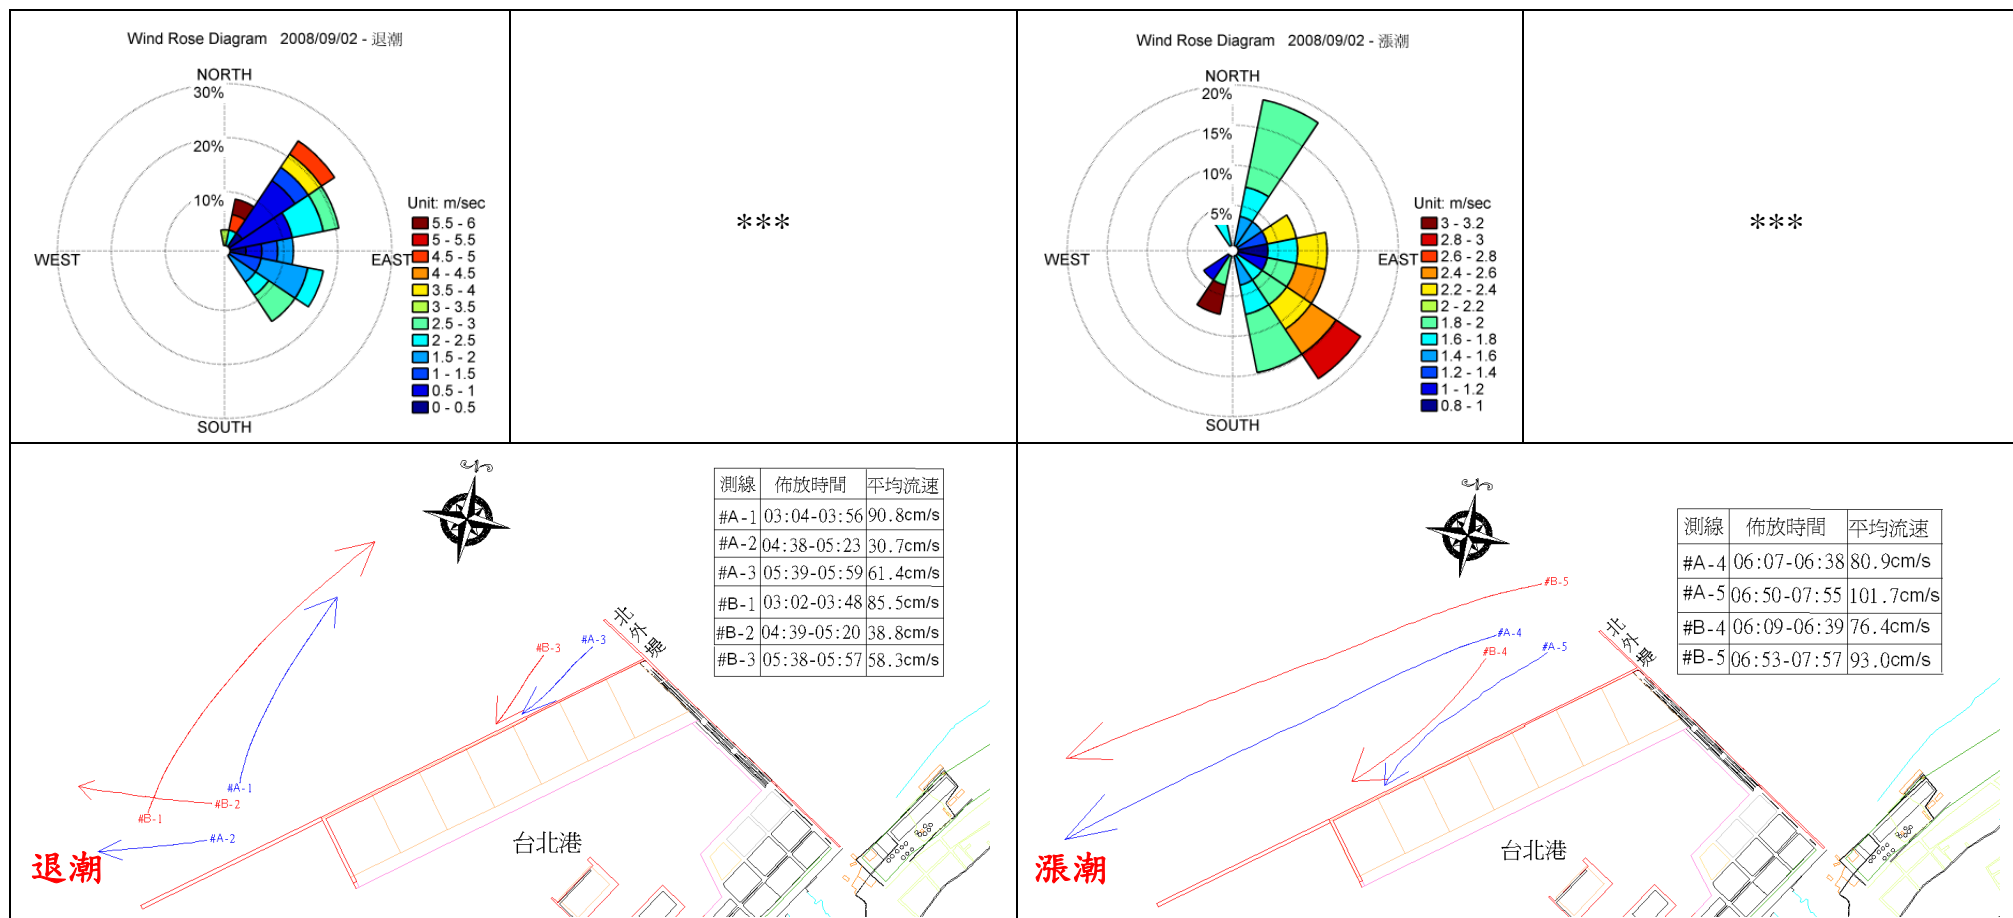 Wind Rose Diagram 2008/09/02 - 退潮
NORTH
30%
20%
10%
WEST
EAST
SOUTH
Unit: m/sec
5.5 - 6
5 - 5.5
4.5 - 5
4 - 4.5
3.5 - 4
3 - 3.5
2.5 - 3
2 - 2.5
1.5 - 2
1 - 1.5
0.5 - 1
0 - 0.5
***
Wind Rose Diagram 2008/09/02 - 漲潮
NORTH
20%
15%
10%
5%
WEST
EAST
SOUTH
Unit: m/sec
3 - 3.2
2.8 - 3
2.6 - 2.8
2.4 - 2.6
2.2 - 2.4
2 - 2.2
1.8 - 2
1.6 - 1.8
1.4 - 1.6
1.2 - 1.4
1 - 1.2
0.8 - 1
***
N
測線 佈放時間 平均流速
#A-1 03:04-03:56 90.8cm/s
#A-2 04:38-05:23 30.7cm/s
#A-3 05:39-05:59 61.4cm/s
#B-1 03:02-03:48 85.5cm/s
#B-2 04:39-05:20 38.8cm/s
#B-3 05:38-05:57 58.3cm/s
北外堤
#A-3
#B-3
#A-1
#B-2
#B-1
#A-2
台北港
退潮
N
測線 佈放時間 平均流速
#A-4 06:07-06:38 80.9cm/s
#A-5 06:50-07:55 101.7cm/s
#B-4 06:09-06:39 76.4cm/s
#B-5 06:53-07:57 93.0cm/s
#B-5
北外堤
#A-4
#A-5
#B-4
台北港
漲潮